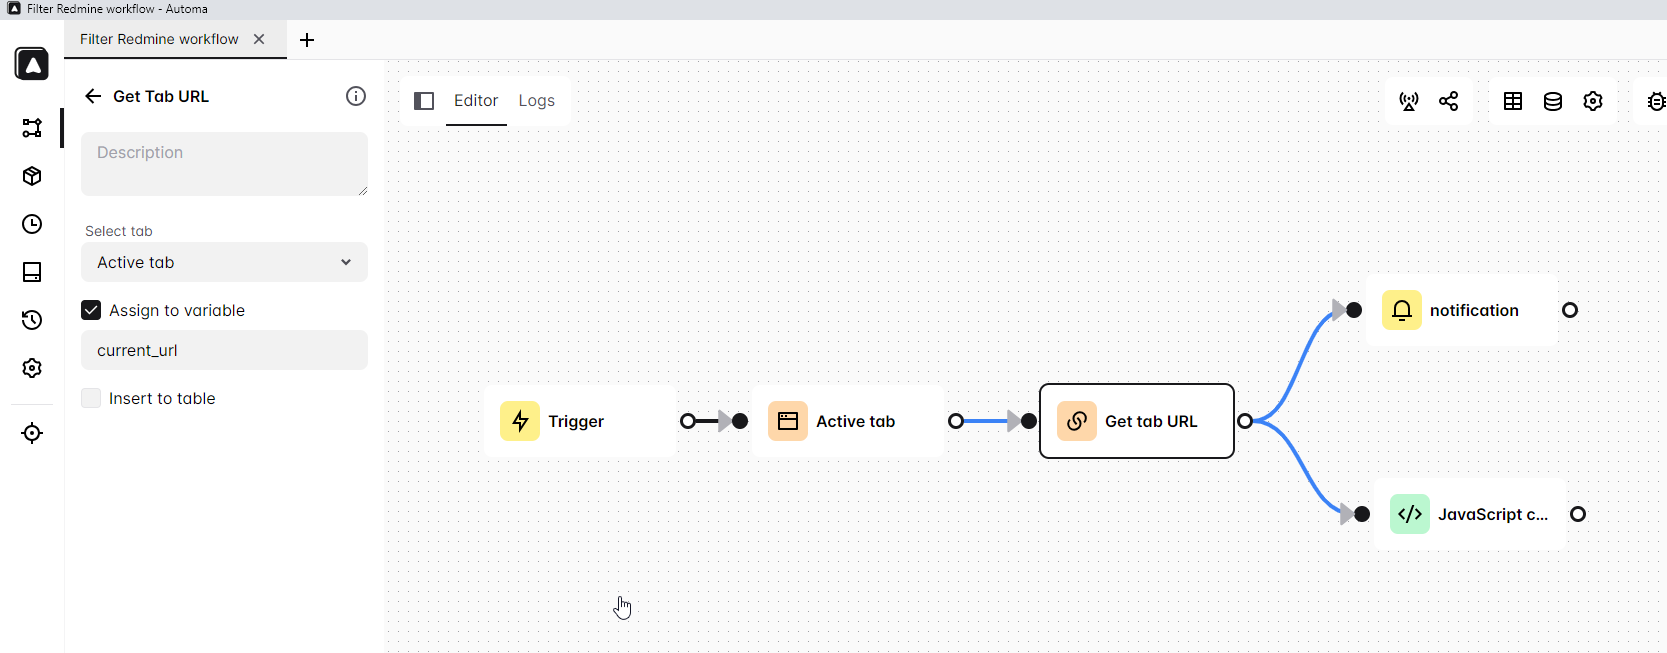 Filter Redmine workflow - Automa
Filter Redmine workflow
Get Tab URL
Description
Select tab
Active tab
Assign to variable
current_url
Insert to table
Editor Logs
Trigger
Active tab
Get tab URL
notification
JavaScript c...